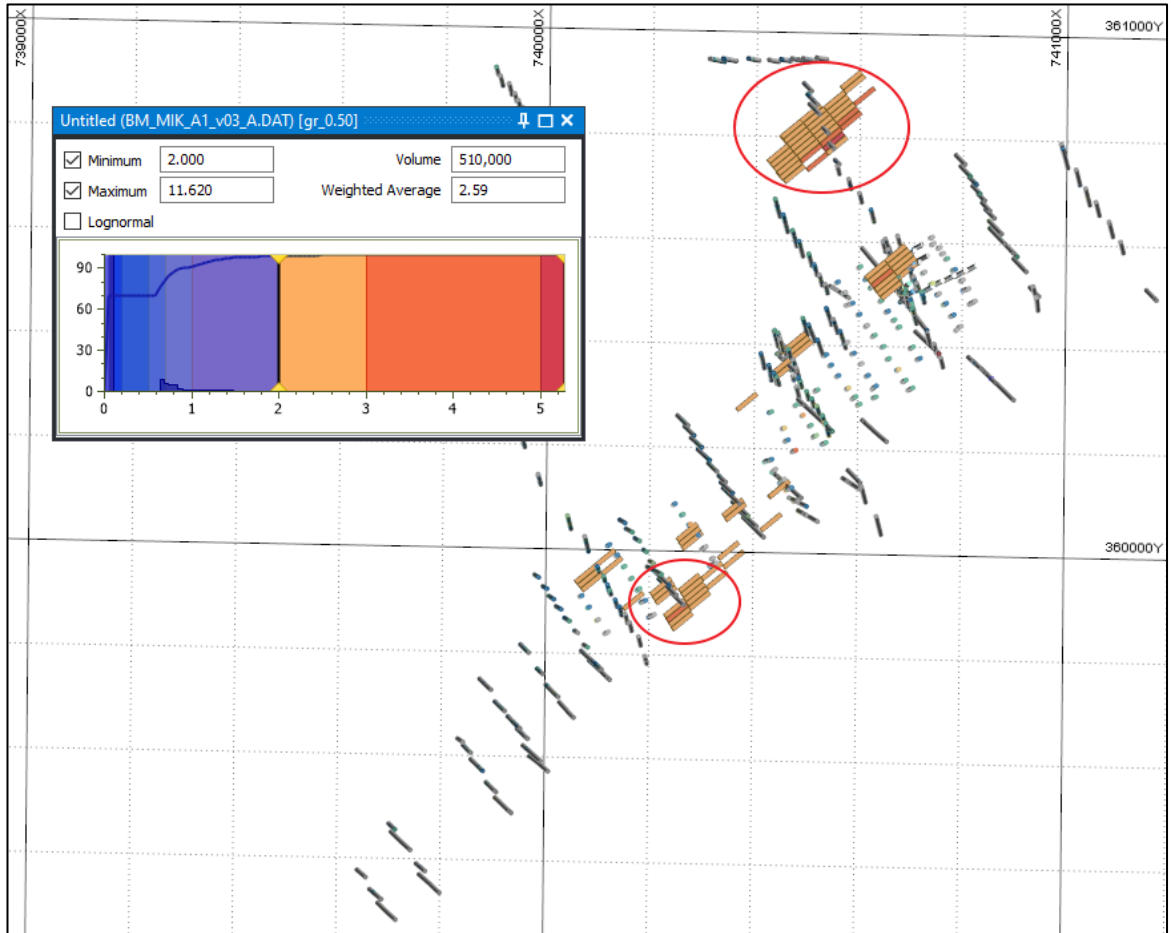 739000X
740000X
741000X
361000Y
Untitled (BM_MIK_A1_v03_A.DAT) [gr_0.50]
Minimum 2.000 Volume 510,000
Maximum 11.620 Weighted Average 2.59
Lognormal
90
60
30
0
0 1 2 3 4 5
360000Y